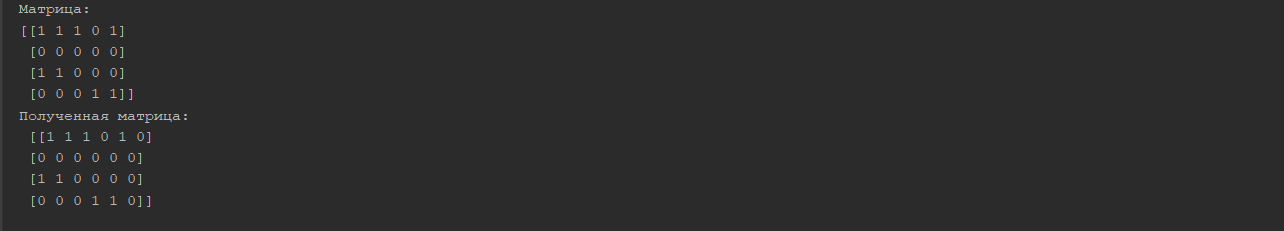 Матрица:
[[1 1 1 0 1]
[0 0 0 0 0]
[1 1 0 0 0]
[0 0 0 1 1]]
Полученная матрица:
[[1 1 1 0 1 0]
[0 0 0 0 0 0]
[1 1 0 0 0 0]
[0 0 0 1 1 0]]